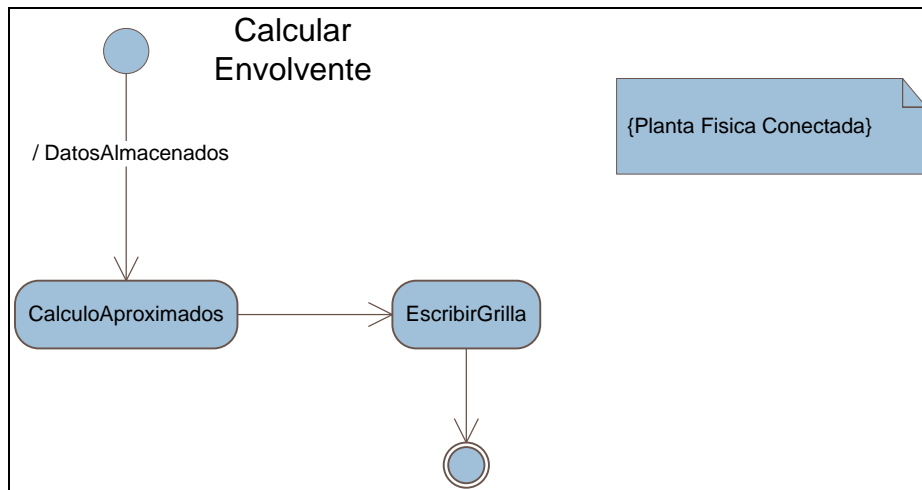 Calcular
Envolvente
{Planta Fisica Conectada}
/ DatosAlmacenados
CalculoAproximados
EscribirGrilla